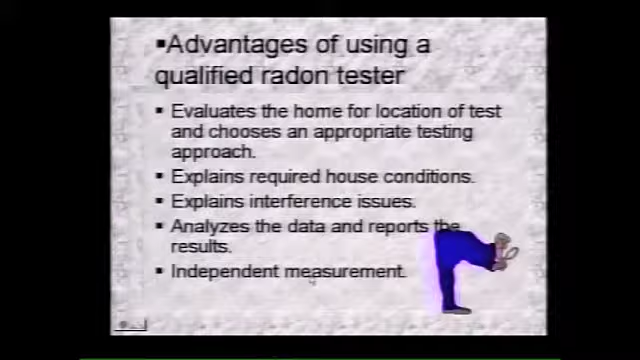 ▪Advantages of using a
qualified radon tester
▪ Evaluates the home for location of test
and chooses an appropriate testing
approach.
▪ Explains required house conditions.
▪ Explains interference issues.
▪ Analyzes the data and reports the
results.
▪ Independent measurement.